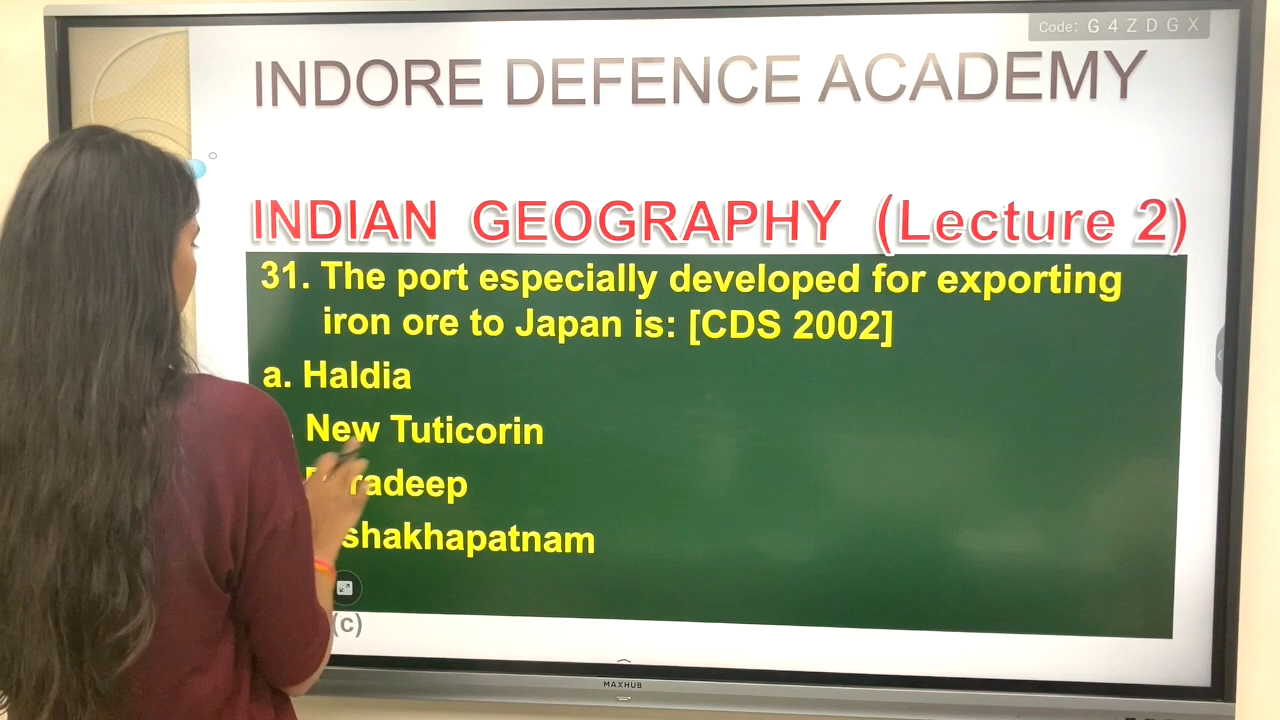 Code: G4ZDGX
INDORE DEFENCE ACADEMY
INDIAN GEOGRAPHY (Lecture 2)
31. The port especially developed for exporting
iron ore to Japan is: [CDS 2002]
a. Haldia
. New Tuticorin
radeep
shakhapatnam
(c)
MAXHUB